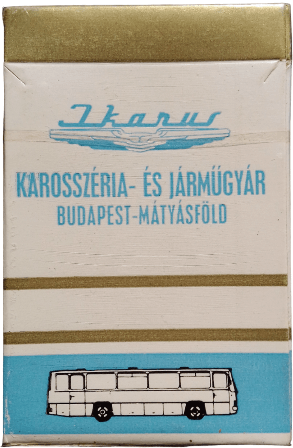 Ikarus
KAROSSZÉRIA- ÉS JÁRMŰGYÁR
BUDAPEST-MÁTYÁSFÖLD